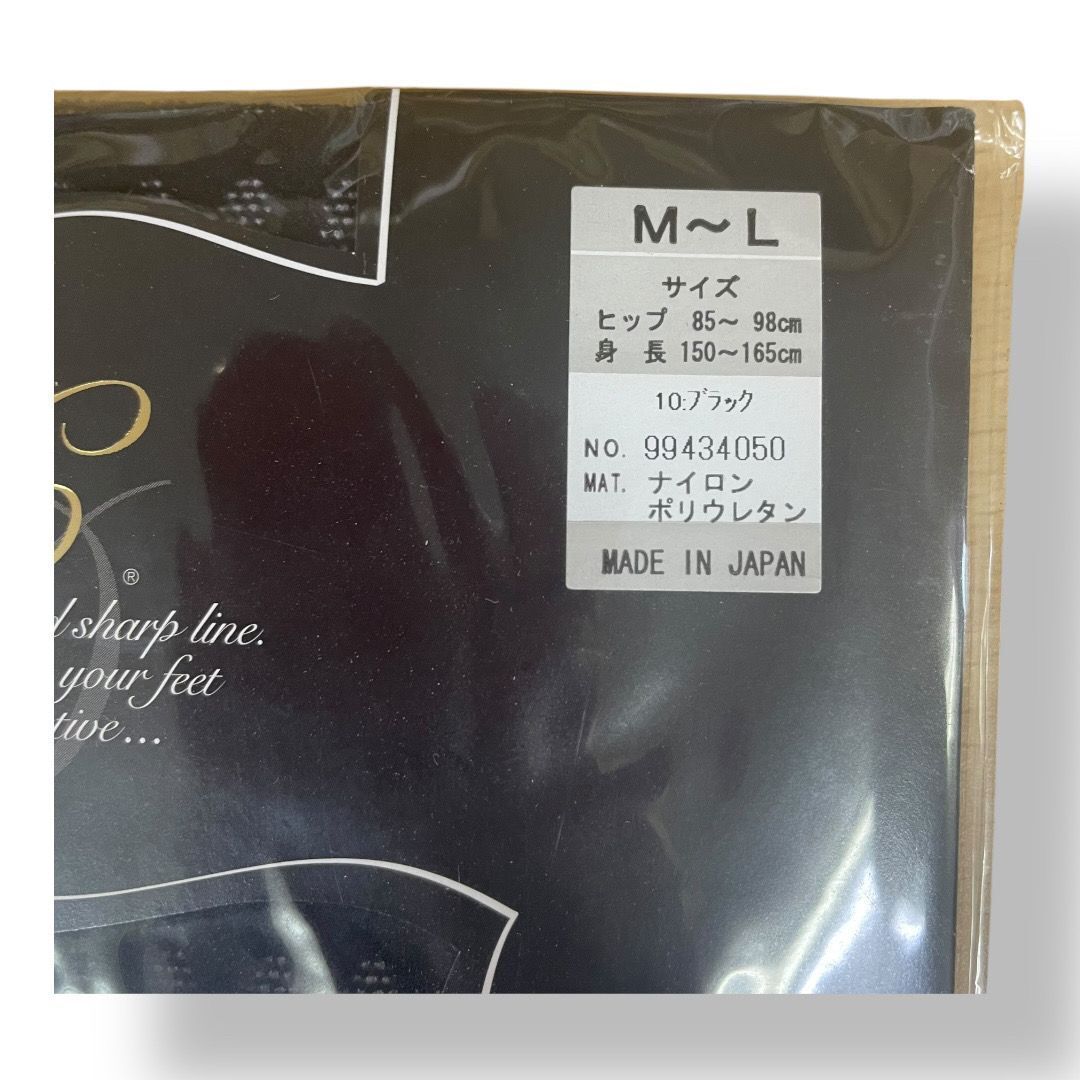 M～L
サイズ
ヒップ 85～ 98cm
身 長 150～165cm
10:ブラック
NO. 99434050
MAT. ナイロン
ポリウレタン
MADE IN JAPAN
®
sharp line.
your feet
...